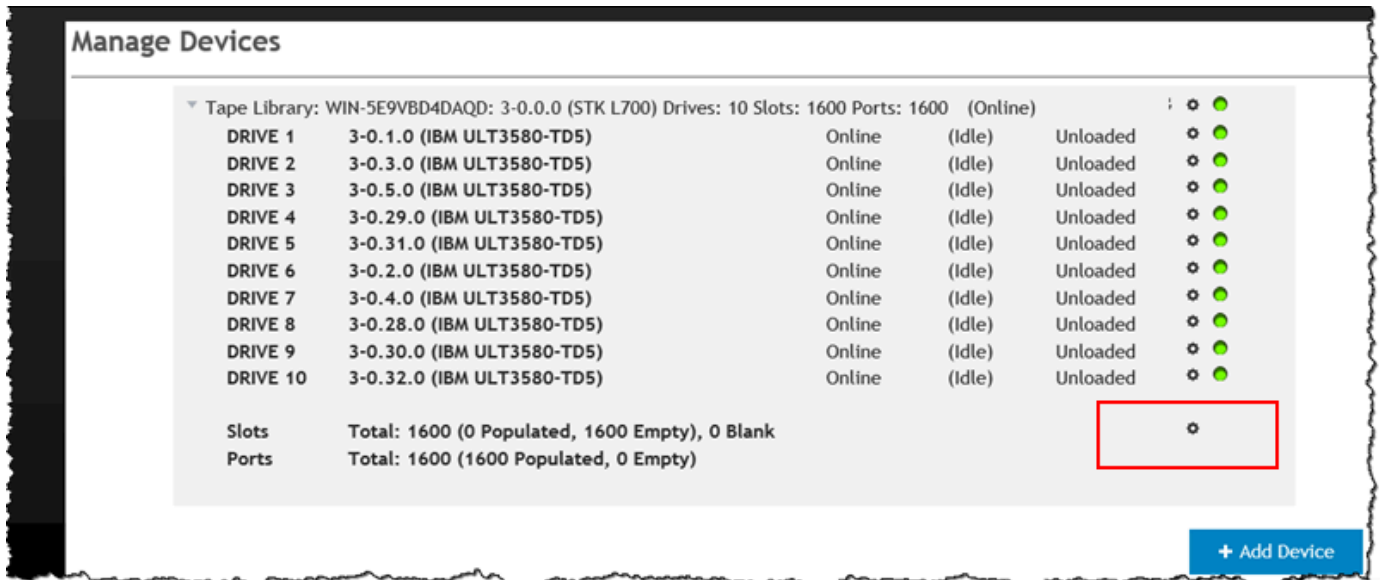 Manage Devices
Tape Library: WIN-5E9VBD4DAQD: 3-0.0.0 (STK L700) Drives: 10 Slots: 1600 Ports: 1600 (Online)
DRIVE 1 3-0.1.0 (IBM ULT3580-TD5) Online (Idle) Unloaded
DRIVE 2 3-0.3.0 (IBM ULT3580-TD5) Online (Idle) Unloaded
DRIVE 3 3-0.5.0 (IBM ULT3580-TD5) Online (Idle) Unloaded
DRIVE 4 3-0.29.0 (IBM ULT3580-TD5) Online (Idle) Unloaded
DRIVE 5 3-0.31.0 (IBM ULT3580-TD5) Online (Idle) Unloaded
DRIVE 6 3-0.2.0 (IBM ULT3580-TD5) Online (Idle) Unloaded
DRIVE 7 3-0.4.0 (IBM ULT3580-TD5) Online (Idle) Unloaded
DRIVE 8 3-0.28.0 (IBM ULT3580-TD5) Online (Idle) Unloaded
DRIVE 9 3-0.30.0 (IBM ULT3580-TD5) Online (Idle) Unloaded
DRIVE 10 3-0.32.0 (IBM ULT3580-TD5) Online (Idle) Unloaded
Slots Total: 1600 (0 Populated, 1600 Empty), 0 Blank
Ports Total: 1600 (1600 Populated, 0 Empty)
+ Add Device